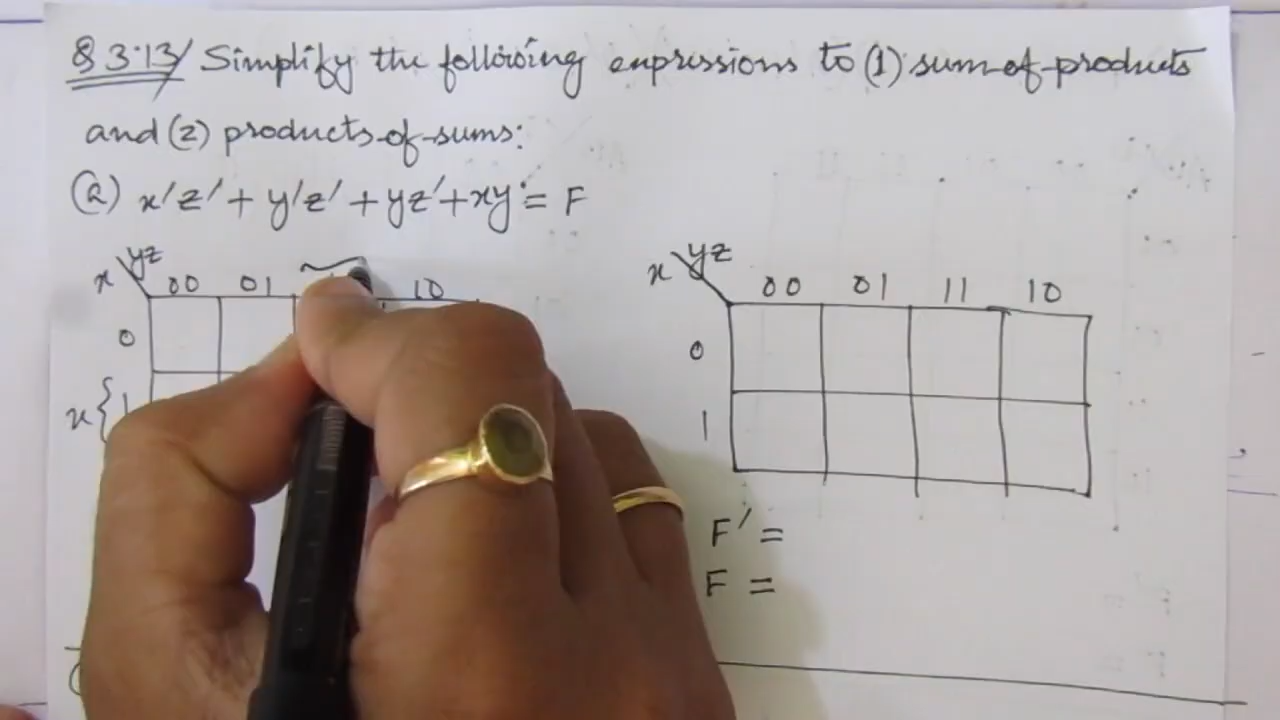 Q 3.13/ Simplify the following expressions to (1) sum-of-products
and (2) products-of-sums:
(a) x'z' + y'z' + yz' + xy = F
x yz
00 01 10
0
x { 1
x yz
00 01 11 10
0
1
F' =
F =